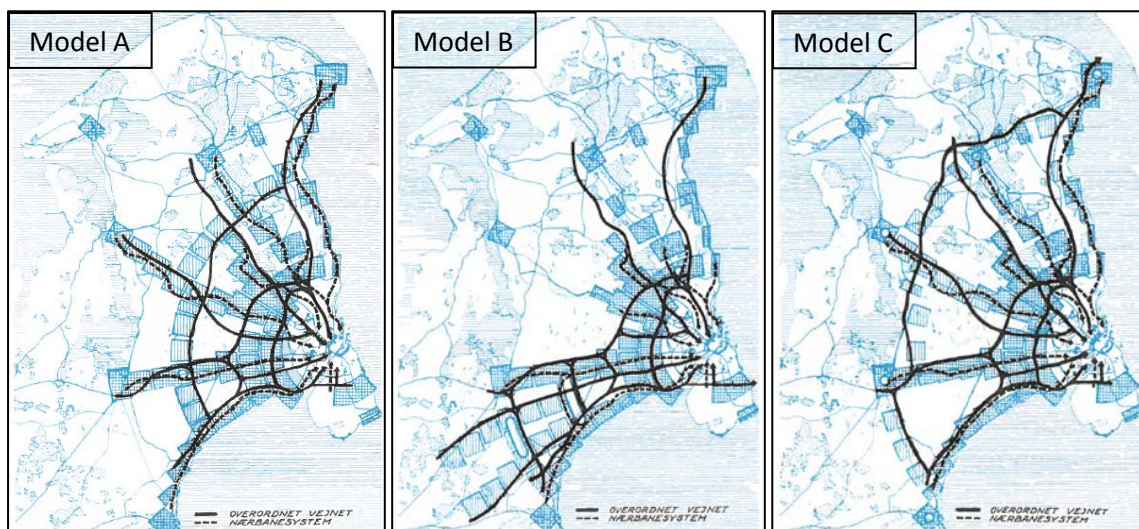 Model A
OVERORDNET VEJNET
NÆRBANESYSTEM
Model B
OVERORDNET VEJNET
NÆRBANESYSTEM
Model C
OVERORDNET VEJNET
NÆRBANESYSTEM